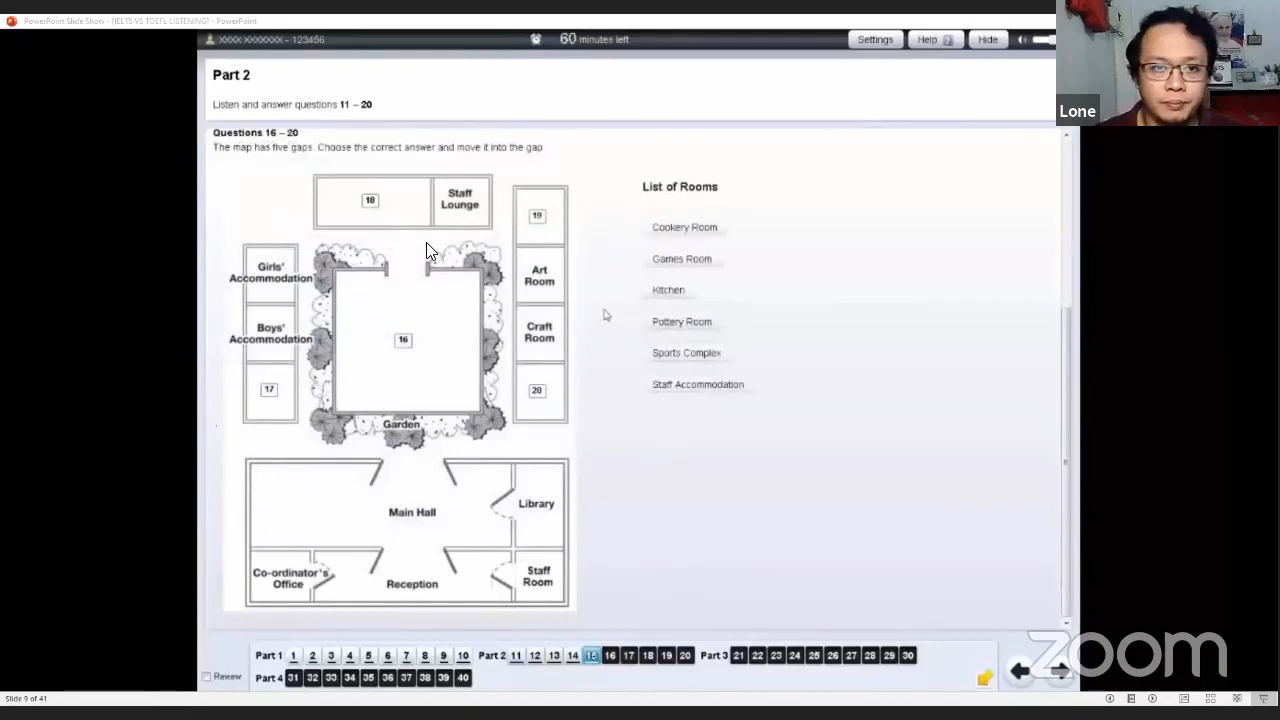 PowerPoint Slide Show - [IELTS VS TOEFL LISTENING] - PowerPoint
XXXX XXXXXXX - 123456
60 minutes left
Settings
Help ?
Hide
Lone
Part 2
Listen and answer questions 11 – 20
Questions 16 – 20
The map has five gaps. Choose the correct answer and move it into the gap
18
Staff
Lounge
19
Girls'
Accommodation
Art
Room
Boys'
Accommodation
16
Craft
Room
17
20
Garden
Main Hall
Library
Co-ordinator's
Office
Reception
Staff
Room
List of Rooms
Cookery Room
Games Room
Kitchen
Pottery Room
Sports Complex
Staff Accommodation
Part 1 1 2 3 4 5 6 7 8 9 10 Part 2 11 12 13 14 15 16 17 18 19 20 Part 3 21 22 23 24 25 26 27 28 29 30
Review
Part 4 31 32 33 34 35 36 37 38 39 40
zoom
Slide 9 of 41